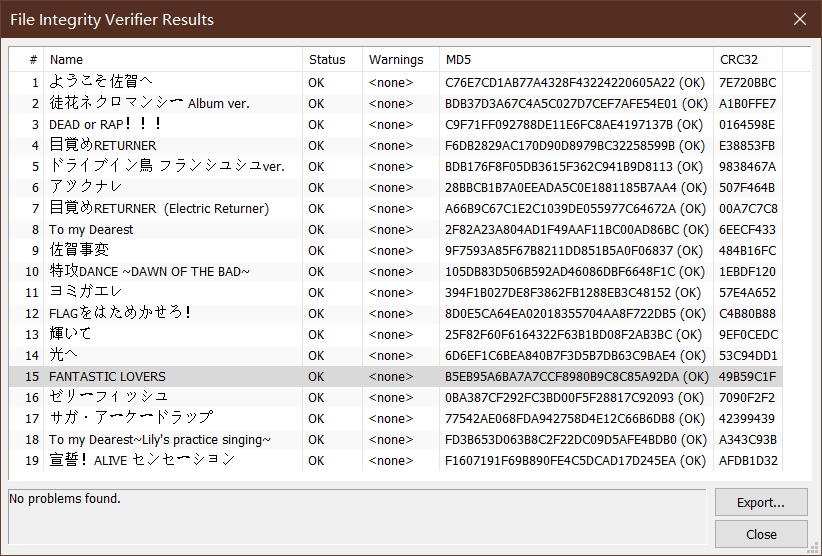 File Integrity Verifier Results
# Name Status Warnings MD5 CRC32
1 ようこそ佐賀へ OK <none> C76E7CD1AB77A4328F43224220605A22 (OK) 7E720BBC
2 徒花ネクロマンシー Album ver. OK <none> BDB37D3A67C4A5C027D7CEF7AFE54E01 (OK) A1B0FFE7
3 DEAD or RAP！！！ OK <none> C9F71FF092788DE11E6FC8AE4197137B (OK) 0164598E
4 目覚めRETURNER OK <none> F6DB2829AC170D90D8979BC32258599B (OK) E38853FB
5 ドライブイン鳥 フランシュシュver. OK <none> BDB176F8F05DB3615F362C941B9D8113 (OK) 9838467A
6 アツクナレ OK <none> 28BBCB1B7A0EEADA5C0E1881185B7AA4 (OK) 507F464B
7 目覚めRETURNER (Electric Returner) OK <none> A66B9C67C1E2C1039DE055977C64672A (OK) 00A7C7C8
8 To my Dearest OK <none> 2F82A23A804AD1F49AAF11BC00AD86BC (OK) 6EECF433
9 佐賀事変 OK <none> 9F7593A85F67B8211DD851B5A0F06837 (OK) 484B16FC
10 特攻DANCE ~DAWN OF THE BAD~ OK <none> 105DB83D506B592AD46086DBF6648F1C (OK) 1EBDF120
11 ヨミガエレ OK <none> 394F1B027DE8F3862FB1288EB3C48152 (OK) 57E4A652
12 FLAGをはためかせろ！ OK <none> 8D0E5CA64EA02018355704AA8F722DB5 (OK) C4B80B88
13 輝いて OK <none> 25F82F60F6164322F63B1BD08F2AB3BC (OK) 9EF0CEDC
14 光へ OK <none> 6D6EF1C6BEA840B7F3D5B7DB63C9BAE4 (OK) 53C94DD1
15 FANTASTIC LOVERS OK <none> B5EB95A6BA7A7CCF8980B9C8C85A92DA (OK) 49B59C1F
16 ゼリーフィッシュ OK <none> 0BA387CF292FC3BD00F5F28817C92093 (OK) 7090F2F2
17 サガ・アーケードラップ OK <none> 77542AE068FDA942758D4E12C66B6DB8 (OK) 42399439
18 To my Dearest~Lily's practice singing~ OK <none> FD3B653D063B8C2F22DC09D5AFE4BDB0 (OK) A343C93B
19 宣誓！ALIVE センセーション OK <none> F1607191F69B890FE4C5DCAD17D245EA (OK) AFDB1D32
No problems found.
Export...
Close